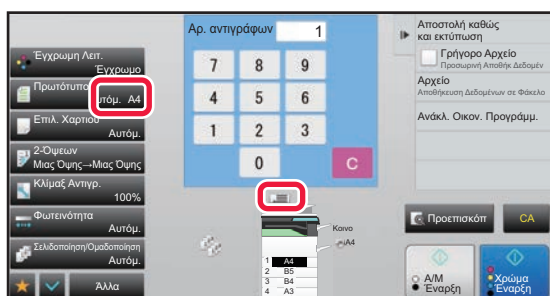 Έγχρωμη Λειτ.
Έγχρωμο
Πρωτότυπο
υτόμ. A4
Επιλ. Χαρτιού
Αυτόμ.
2-Όψεων
Μιας Όψης→Μιας Όψης
Κλίμαξ Αντιγρ.
100%
Φωτεινότητα
Αυτόμ.
Σελιδοποίηση/Ομαδοποίηση
Αυτόμ.
Άλλα
Αρ. αντιγράφων
1
7 8 9
4 5 6
1 2 3
0 C
Κοινο
A4
1 A4
2 B5
3 B4
4 A3
Αποστολή καθώς
και εκτύπωση
Γρήγορο Αρχείο
Προσωρινή Αποθήκ Δεδομέν
Αρχείο
Αποθήκευση Δεδομένων σε Φάκελο
Ανάκλ. Οικον. Προγράμμ.
Προεπισκόπ
CA
Α/Μ
Έναρξη
Χρώμα
Έναρξη